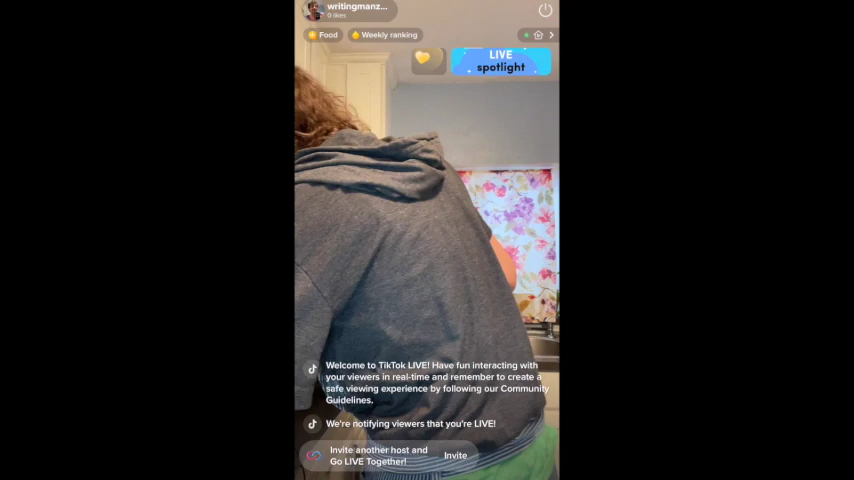 writingmanz...
0 likes
Food
Weekly ranking
LIVE
spotlight
Welcome to TikTok LIVE! Have fun interacting with
your viewers in real-time and remember to create a
safe viewing experience by following our Community
Guidelines.
We're notifying viewers that you're LIVE!
Invite another host and
Go LIVE Together!
Invite